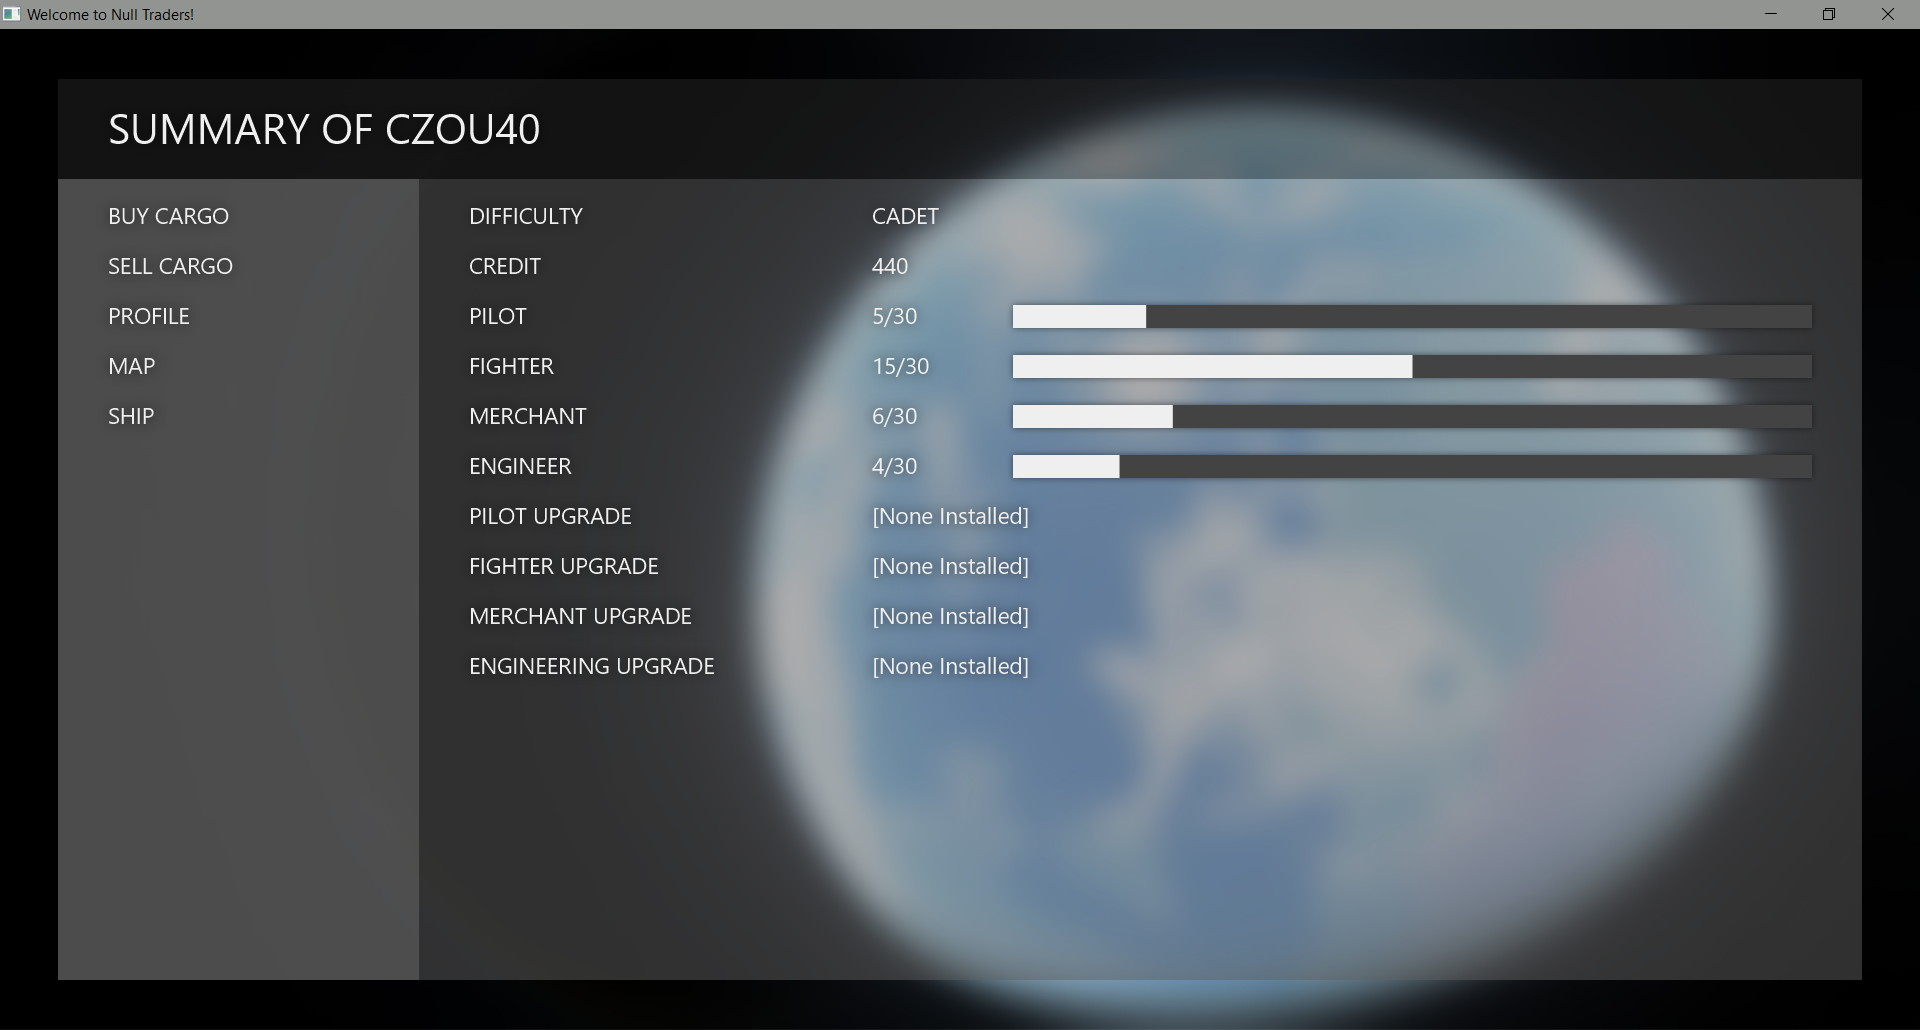 Welcome to Null Traders!
SUMMARY OF CZOU40
BUY CARGO
SELL CARGO
PROFILE
MAP
SHIP
DIFFICULTY CADET
CREDIT 440
PILOT 5/30
FIGHTER 15/30
MERCHANT 6/30
ENGINEER 4/30
PILOT UPGRADE [None Installed]
FIGHTER UPGRADE [None Installed]
MERCHANT UPGRADE [None Installed]
ENGINEERING UPGRADE [None Installed]